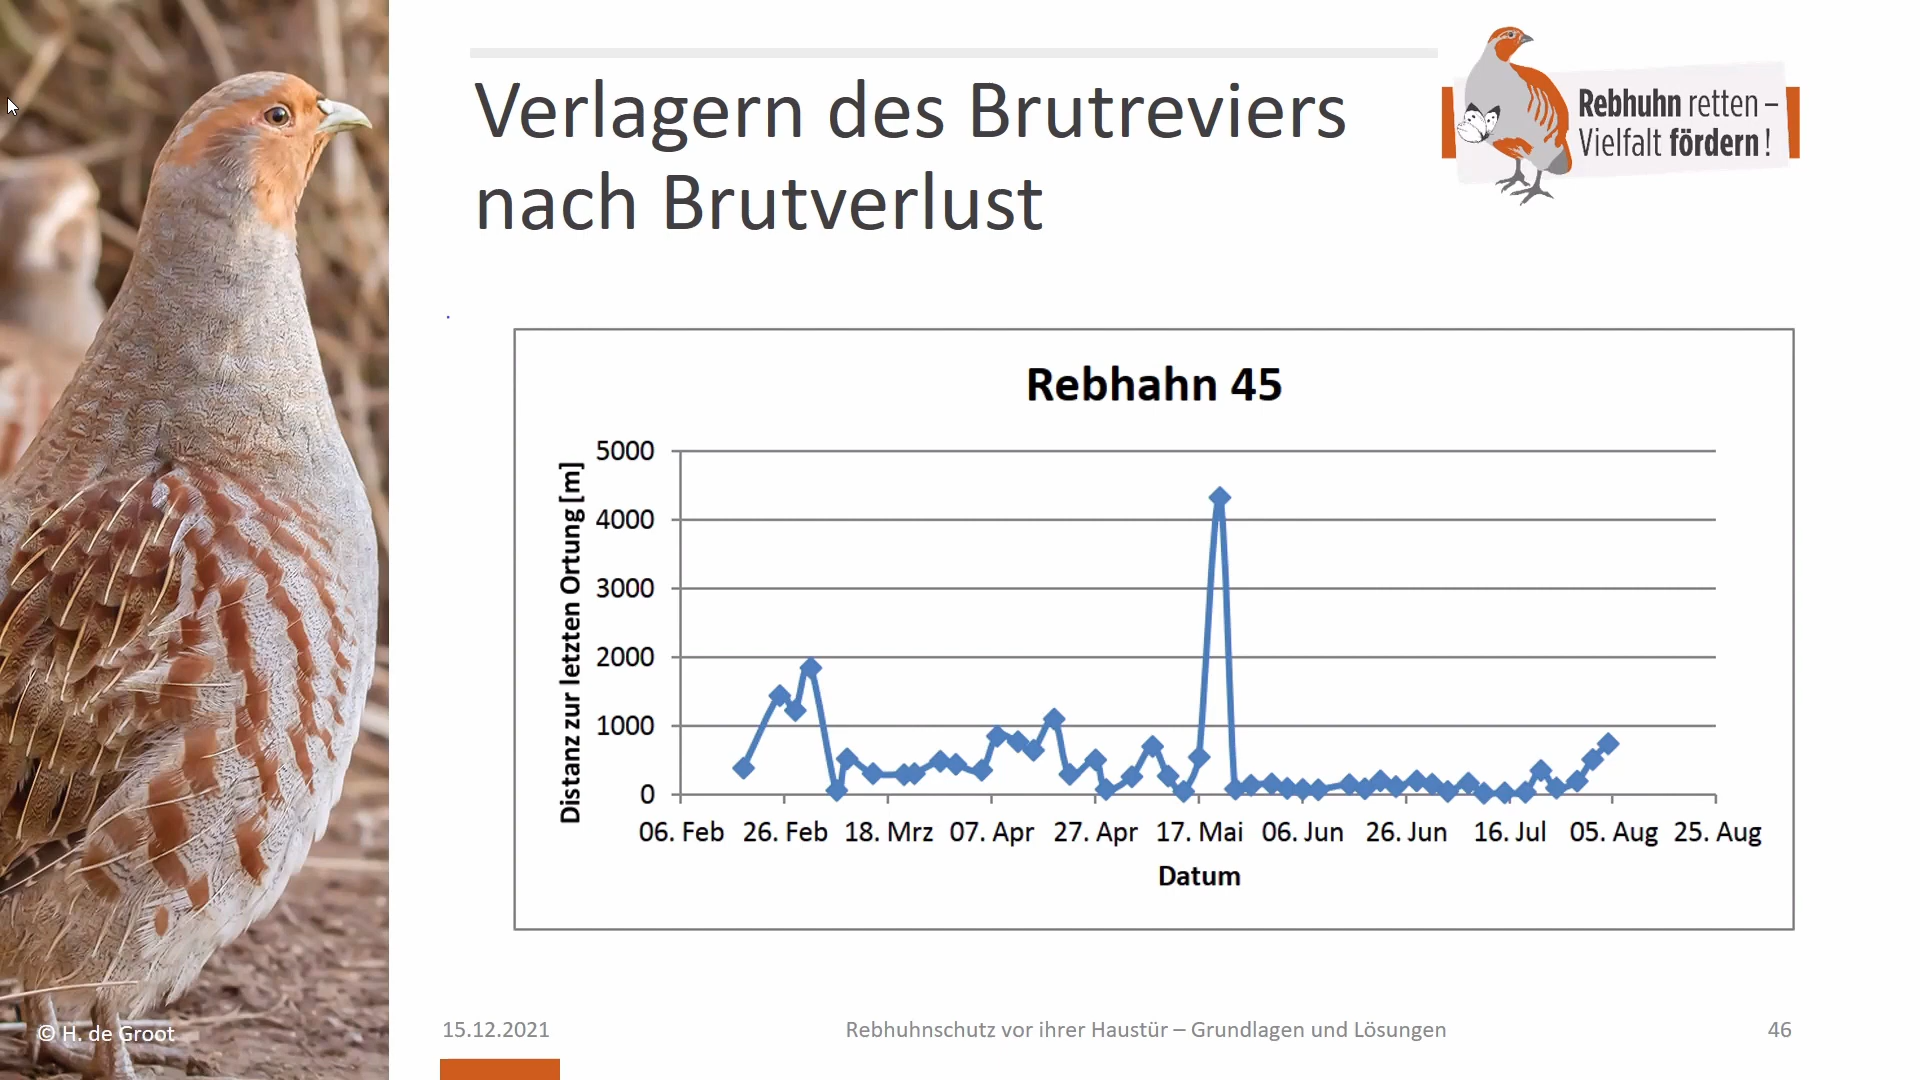 Verlagern des Brutreviers
nach Brutverlust
Rebhuhn retten –
Vielfalt fördern!
Rebhahn 45
Distanz zur letzten Ortung [m]
5000
4000
3000
2000
1000
0
06. Feb 26. Feb 18. Mrz 07. Apr 27. Apr 17. Mai 06. Jun 26. Jun 16. Jul 05. Aug 25. Aug
Datum
© H. de Groot
15.12.2021
Rebhuhnschutz vor ihrer Haustür – Grundlagen und Lösungen
46